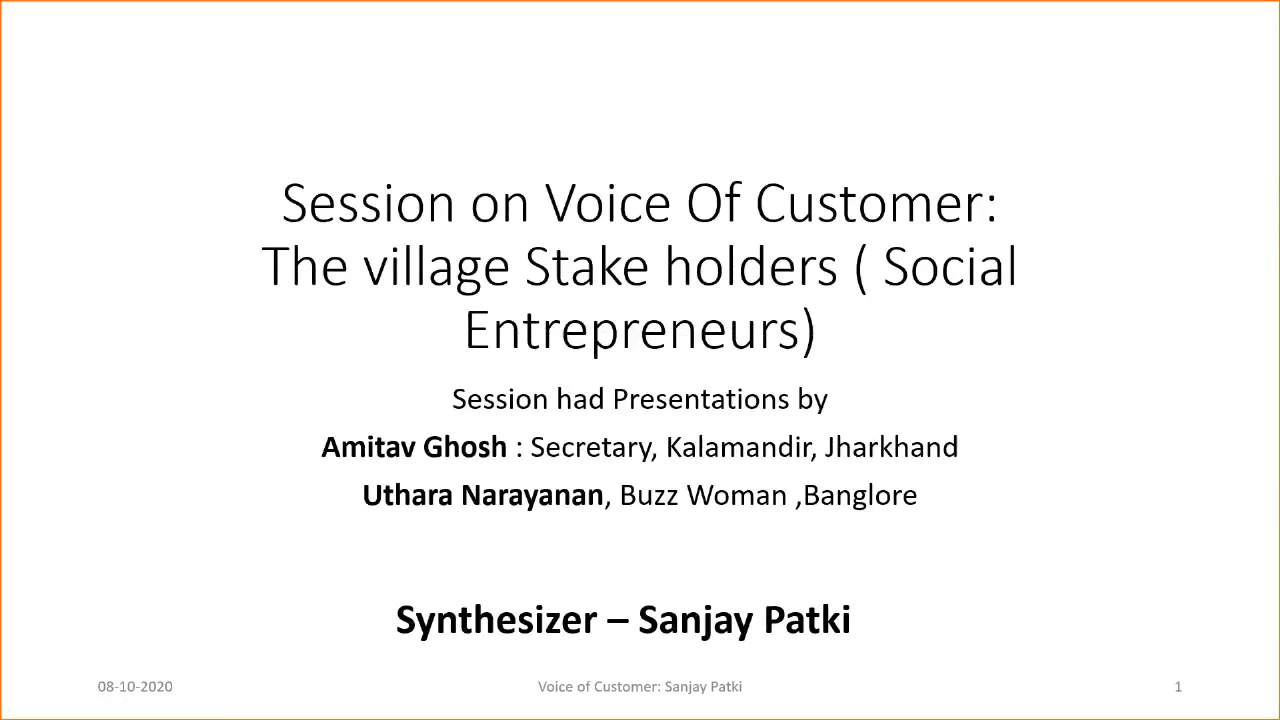 Session on Voice Of Customer:
The village Stake holders ( Social
Entrepreneurs)
Session had Presentations by
Amitav Ghosh : Secretary, Kalamandir, Jharkhand
Uthara Narayanan, Buzz Woman ,Banglore
Synthesizer – Sanjay Patki
08-10-2020
Voice of Customer: Sanjay Patki
1